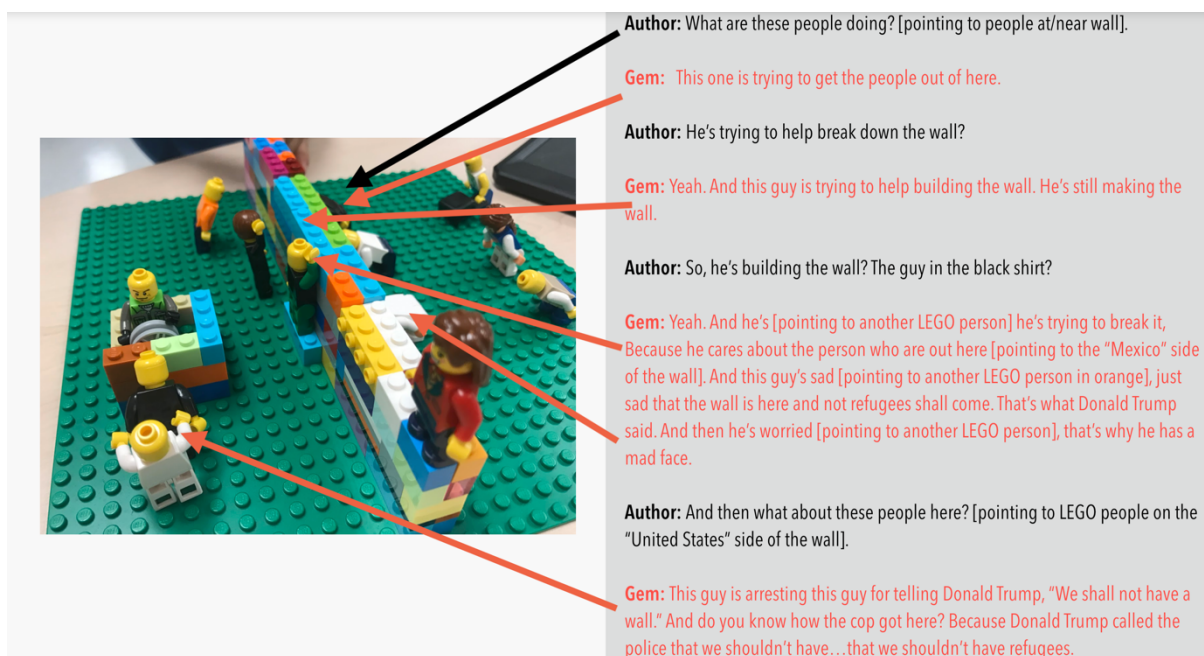 Author: What are these people doing? [pointing to people at/near wall].
Gem: This one is trying to get the people out of here.
Author: He's trying to help break down the wall?
Gem: Yeah. And this guy is trying to help building the wall. He's still making the
wall.
Author: So, he's building the wall? The guy in the black shirt?
Gem: Yeah. And he's [pointing to another LEGO person] he's trying to break it,
Because he cares about the person who are out here [pointing to the "Mexico" side
of the wall]. And this guy's sad [pointing to another LEGO person in orange], just
sad that the wall is here and not refugees shall come. That's what Donald Trump
said. And then he's worried [pointing to another LEGO person], that's why he has a
mad face.
Author: And then what about these people here? [pointing to LEGO people on the
"United States" side of the wall].
Gem: This guy is arresting this guy for telling Donald Trump, "We shall not have a
wall." And do you know how the cop got here? Because Donald Trump called the
police that we shouldn't have…that we shouldn't have refugees.